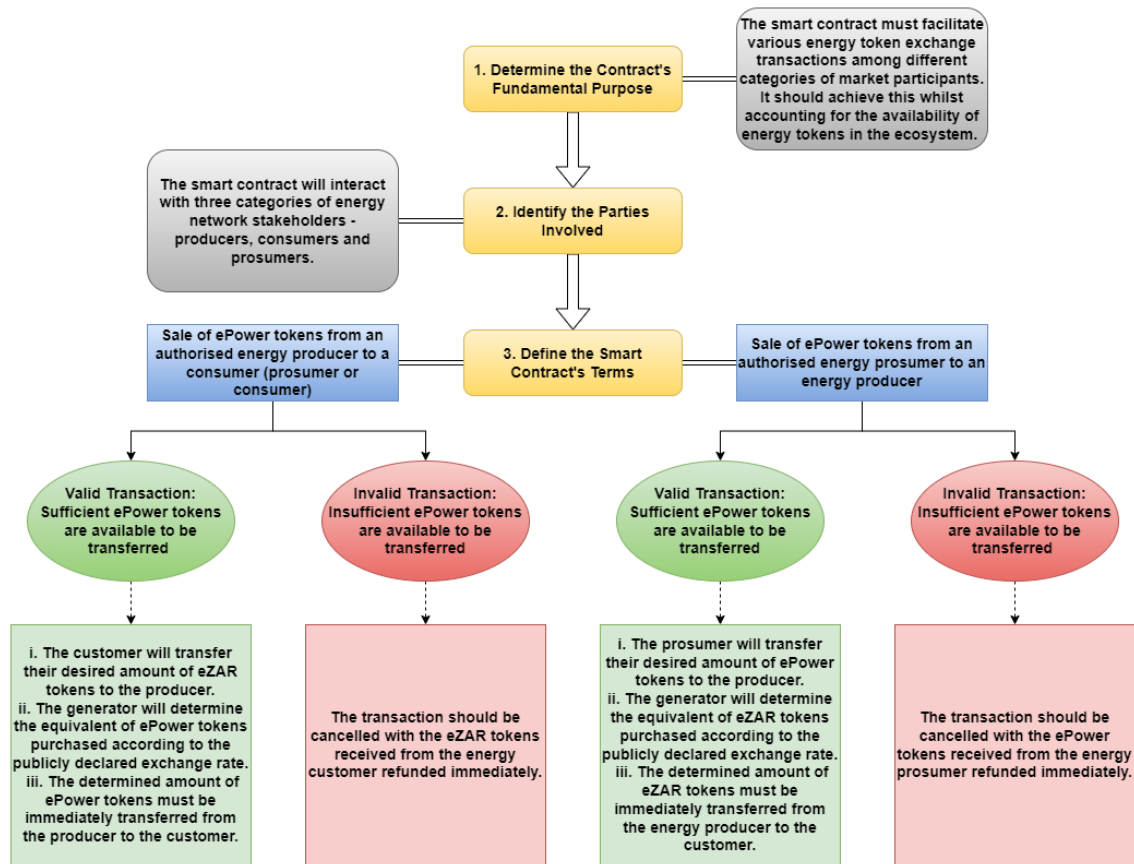 1. Determine the Contract's
Fundamental Purpose
The smart contract must facilitate
various energy token exchange
transactions among different
categories of market participants.
It should achieve this whilst
accounting for the availability of
energy tokens in the ecosystem.
The smart contract will interact
with three categories of energy
network stakeholders -
producers, consumers and
prosumers.
2. Identify the Parties
Involved
Sale of ePower tokens from an
authorised energy producer to a
consumer (prosumer or
consumer)
3. Define the Smart
Contract's Terms
Sale of ePower tokens from an
authorised energy prosumer to an
energy producer
Valid Transaction:
Sufficient ePower tokens
are available to be
transferred
Invalid Transaction:
Insufficient ePower tokens
are available to be
transferred
Valid Transaction:
Sufficient ePower tokens
are available to be
transferred
Invalid Transaction:
Insufficient ePower tokens
are available to be
transferred
i. The customer will transfer
their desired amount of eZAR
tokens to the producer.
ii. The generator will determine
the equivalent of ePower tokens
purchased according to the
publicly declared exchange rate.
iii. The determined amount of
ePower tokens must be
immediately transferred from
the producer to the customer.
The transaction should be
cancelled with the eZAR tokens
received from the energy
customer refunded immediately.
i. The prosumer will transfer
their desired amount of ePower
tokens to the producer.
ii. The generator will determine
the equivalent of eZAR tokens
purchased according to the
publicly declared exchange rate.
iii. The determined amount of
eZAR tokens must be
immediately transferred from
the energy producer to the
customer.
The transaction should be
cancelled with the ePower
tokens received from the energy
prosumer refunded immediately.